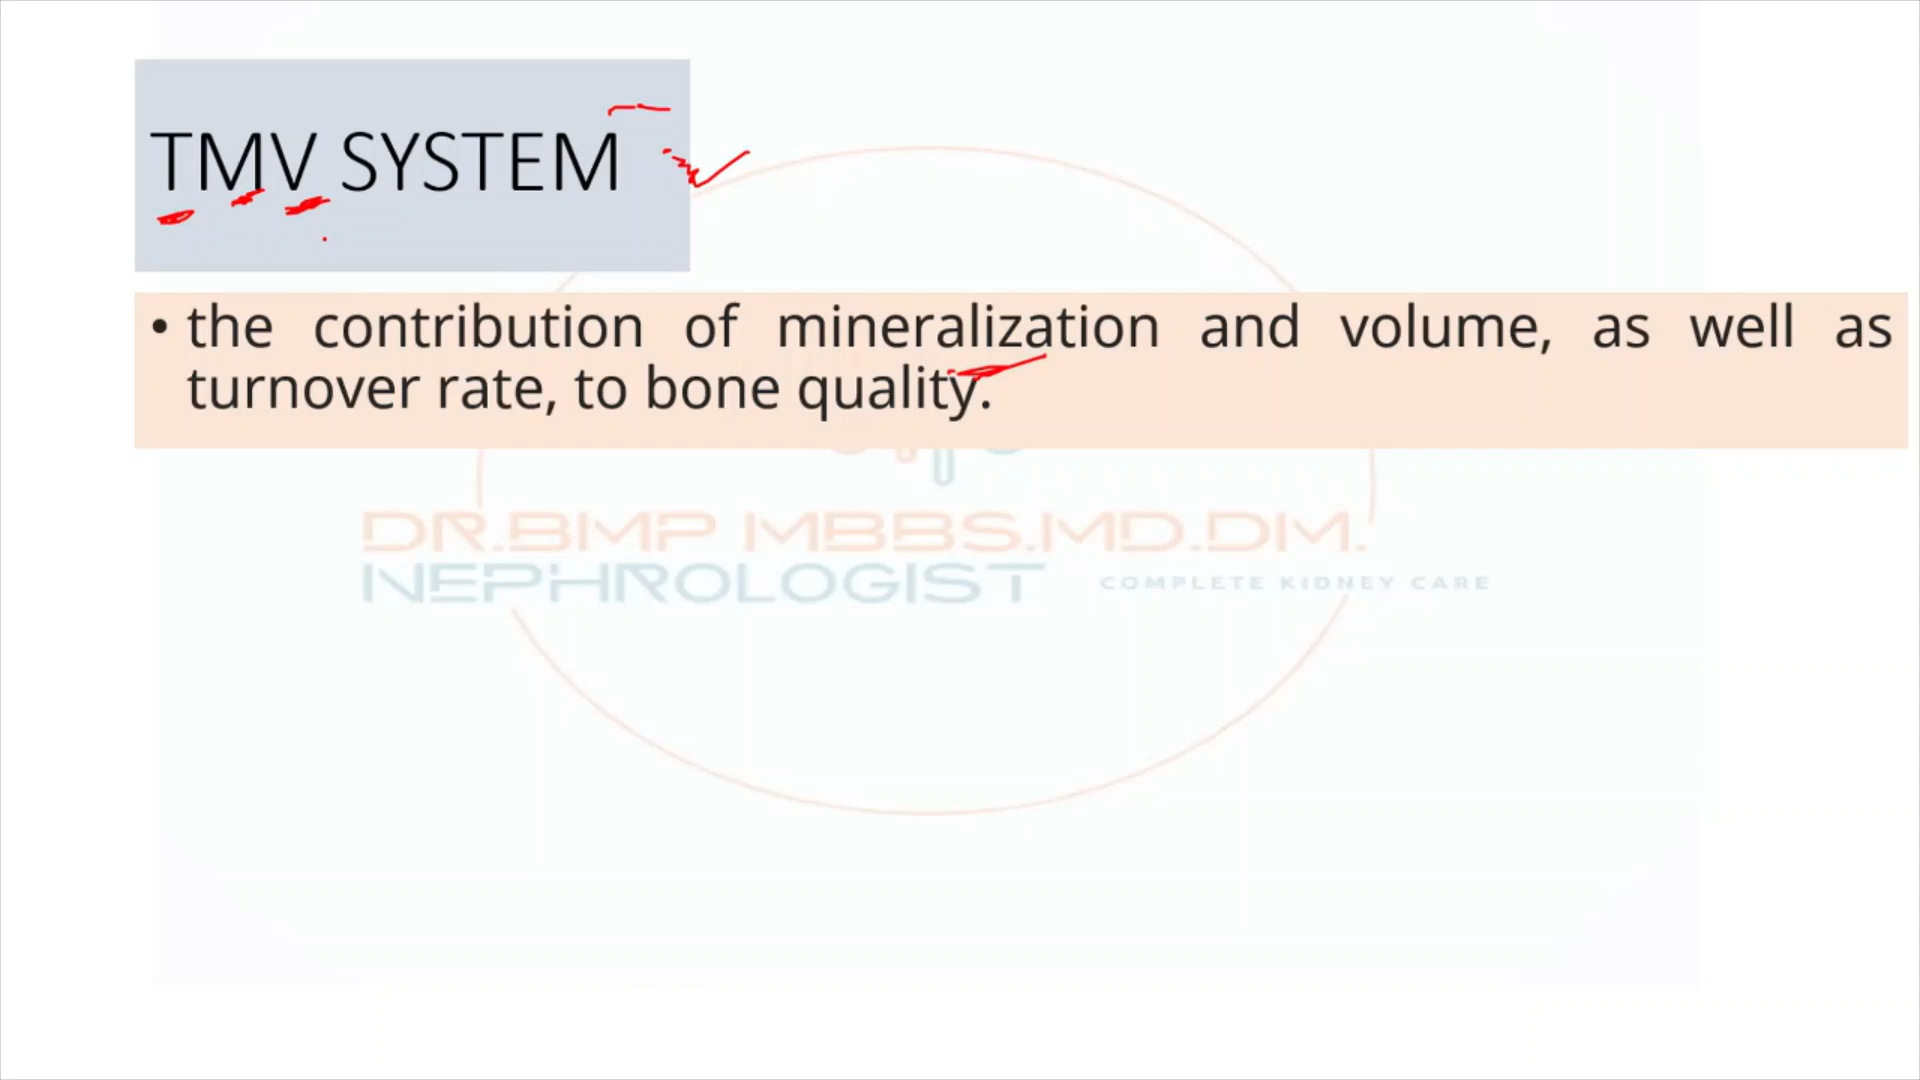 TMV SYSTEM
• the contribution of mineralization and volume, as well as
turnover rate, to bone quality.
DR.BMP MBBS.MD.DM.
NEPHROLOGIST COMPLETE KIDNEY CARE